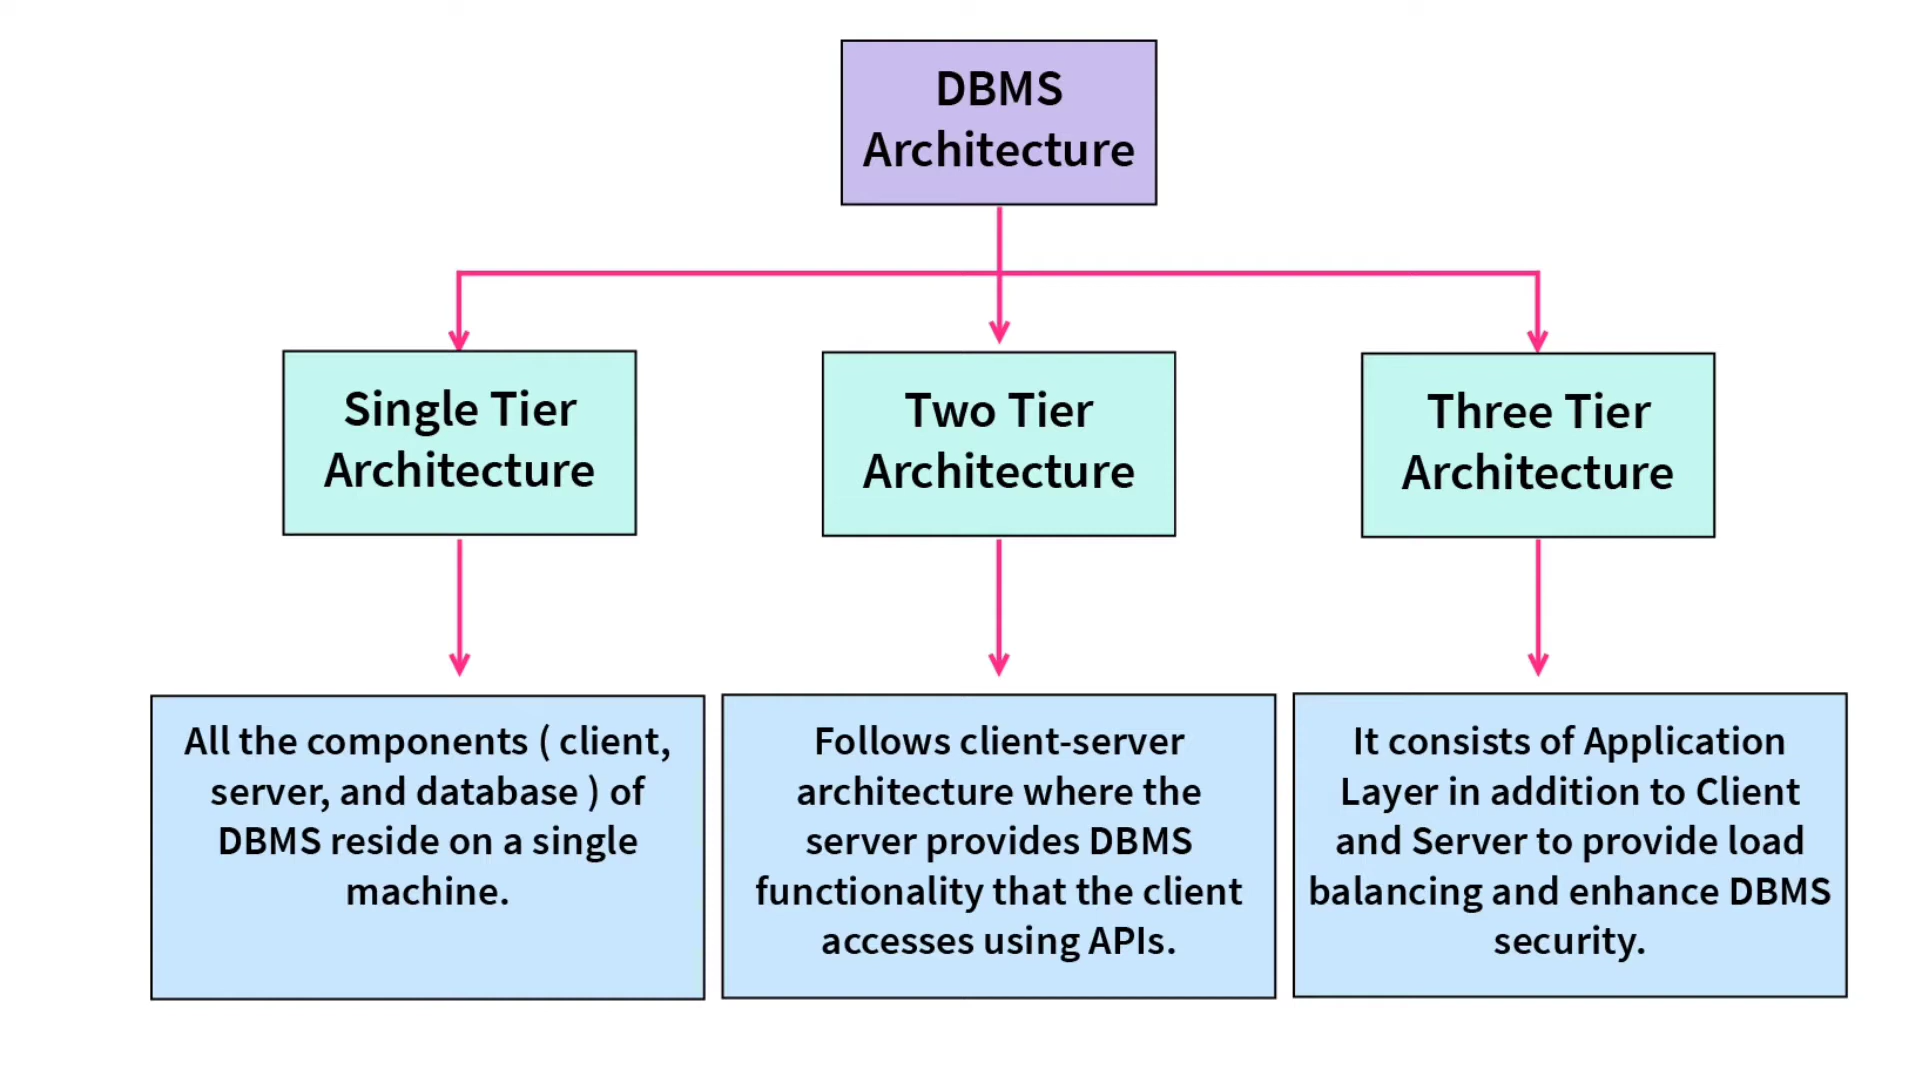 DBMS
Architecture
Single Tier
Architecture
Two Tier
Architecture
Three Tier
Architecture
All the components ( client,
server, and database ) of
DBMS reside on a single
machine.
Follows client-server
architecture where the
server provides DBMS
functionality that the client
accesses using APIs.
It consists of Application
Layer in addition to Client
and Server to provide load
balancing and enhance DBMS
security.